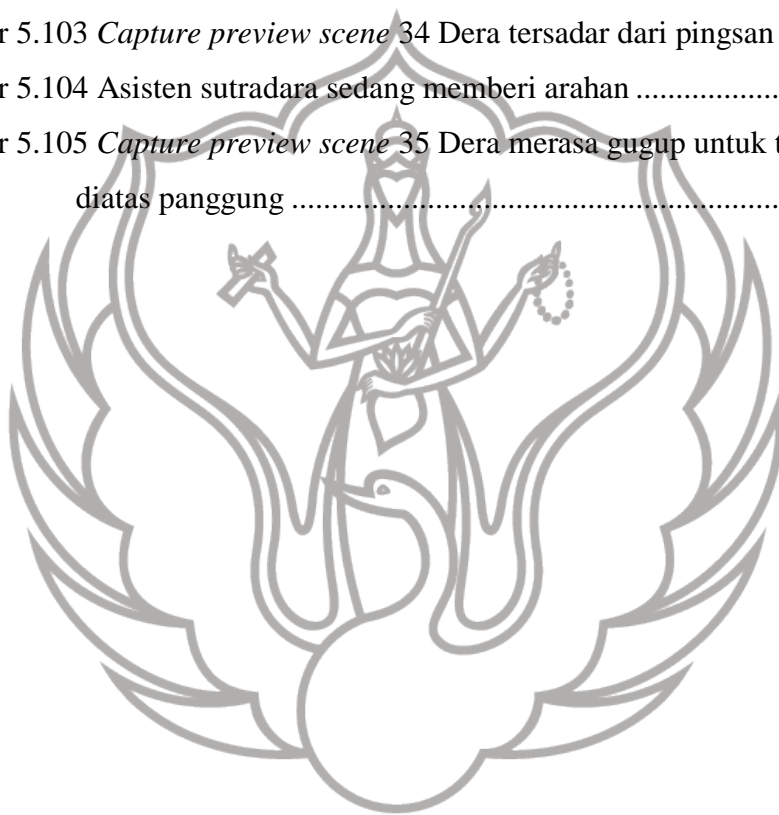 r 5.103 Capture preview scene 34 Dera tersadar dari pingsan
r 5.104 Asisten sutradara sedang memberi arahan ..................
r 5.105 Capture preview scene 35 Dera merasa gugup untuk t
diatas panggung .............................................................